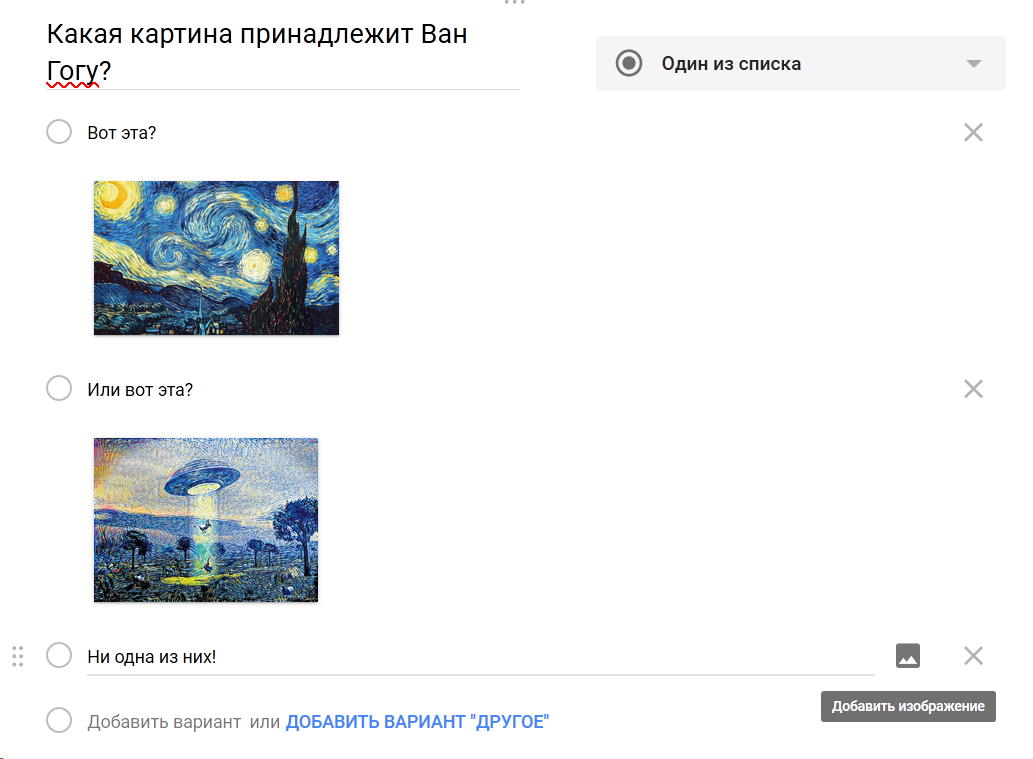 Какая картина принадлежит Ван
Гогу?
Один из списка
Вот эта?
Или вот эта?
Ни одна из них!
Добавить вариант или ДОБАВИТЬ ВАРИАНТ "ДРУГОЕ"
Добавить изображение